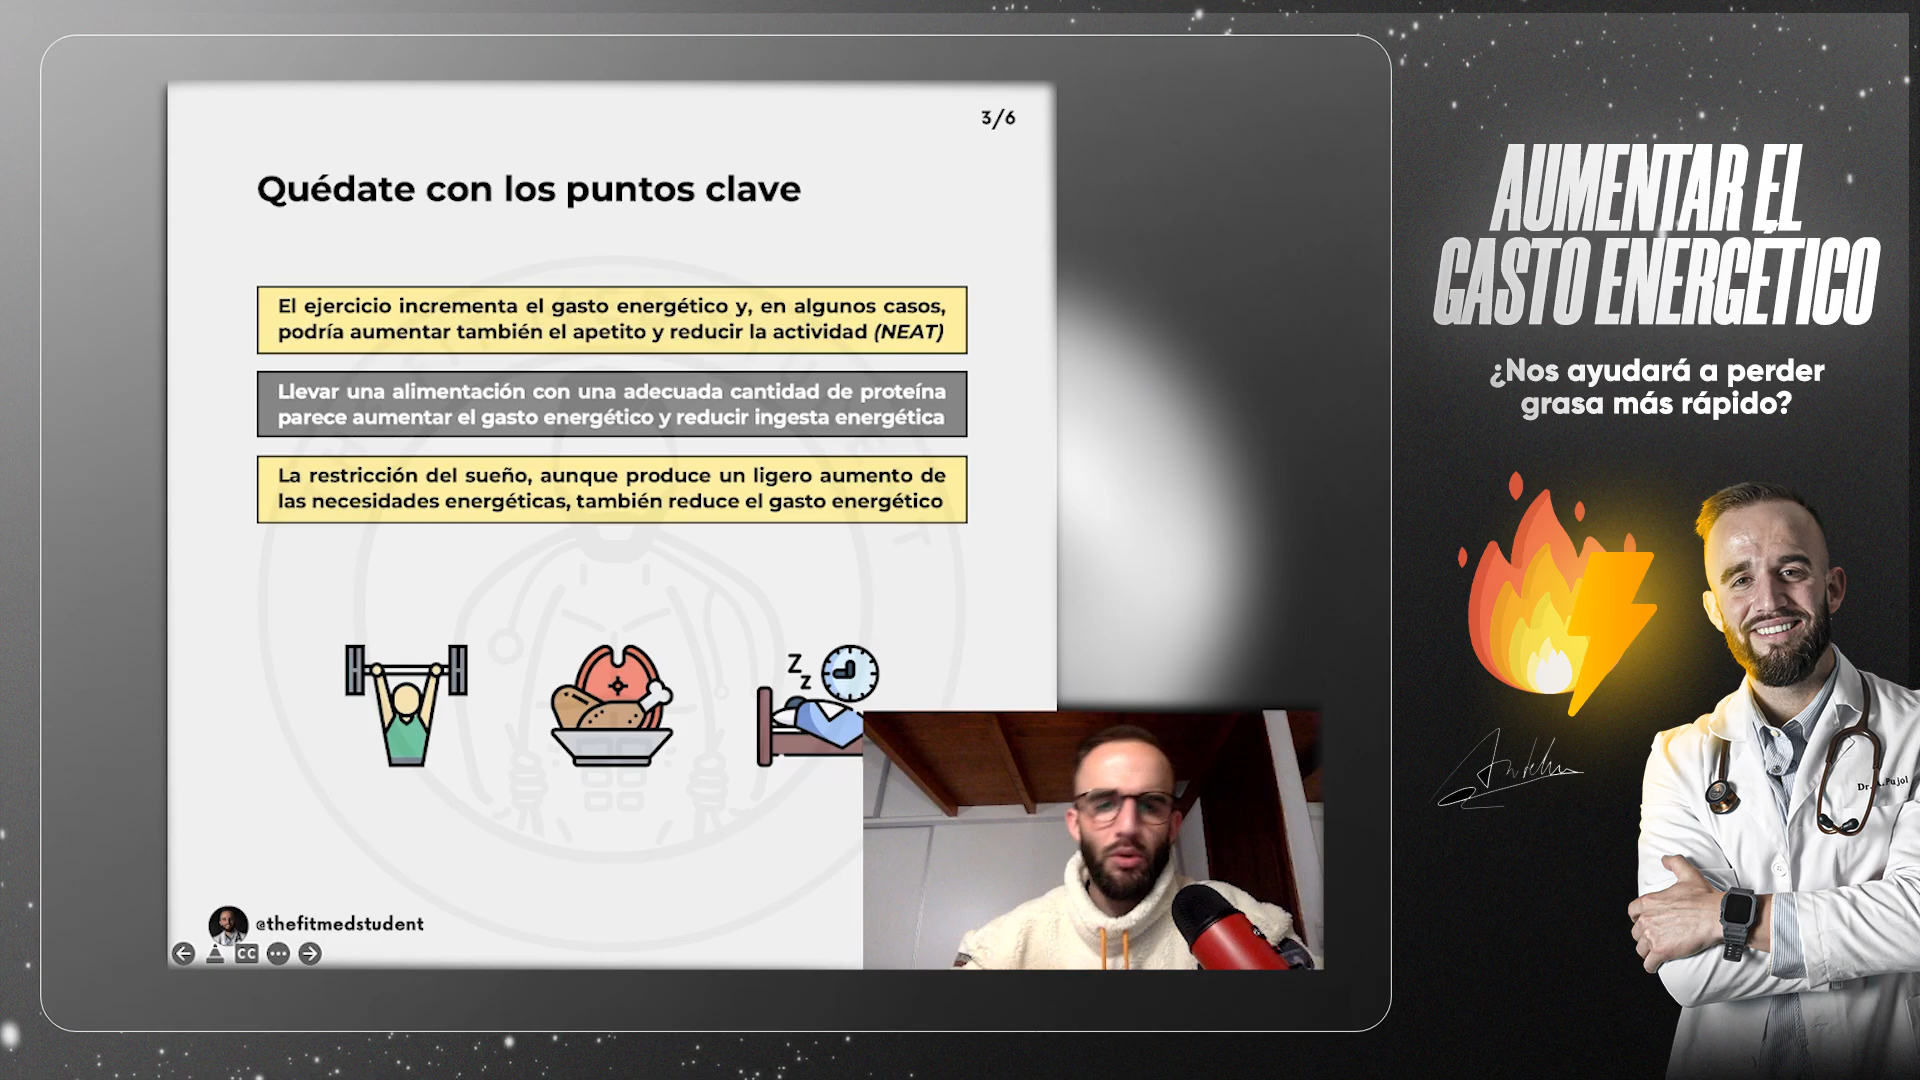 3/6
Quédate con los puntos clave
El ejercicio incrementa el gasto energético y, en algunos casos,
podría aumentar también el apetito y reducir la actividad (NEAT)
Llevar una alimentación con una adecuada cantidad de proteína
parece aumentar el gasto energético y reducir ingesta energética
La restricción del sueño, aunque produce un ligero aumento de
las necesidades energéticas, también reduce el gasto energético
Z
z
@thefitmedstudent
CC
AUMENTAR EL
GASTO ENERGÉTICO
¿Nos ayudará a perder
grasa más rápido?
Dr. A. Pujol